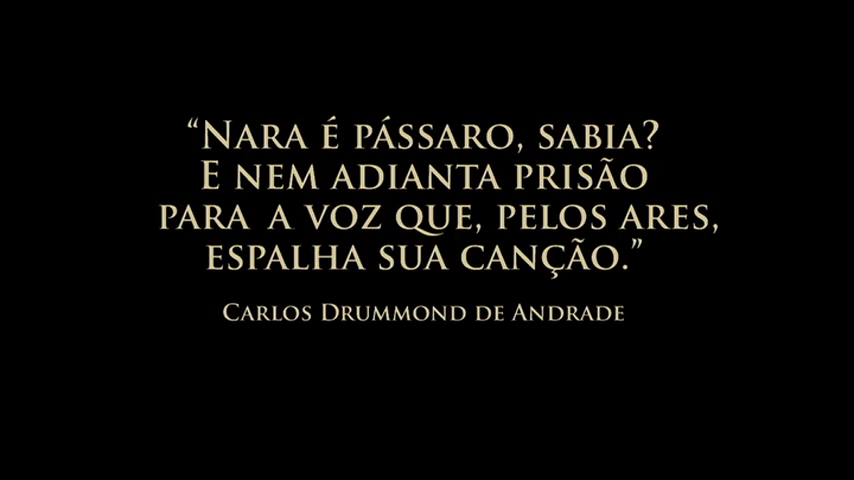 “Nara é pássaro, sabia?
E nem adianta prisão
para a voz que, pelos ares,
espalha sua canção.”
Carlos Drummond de Andrade